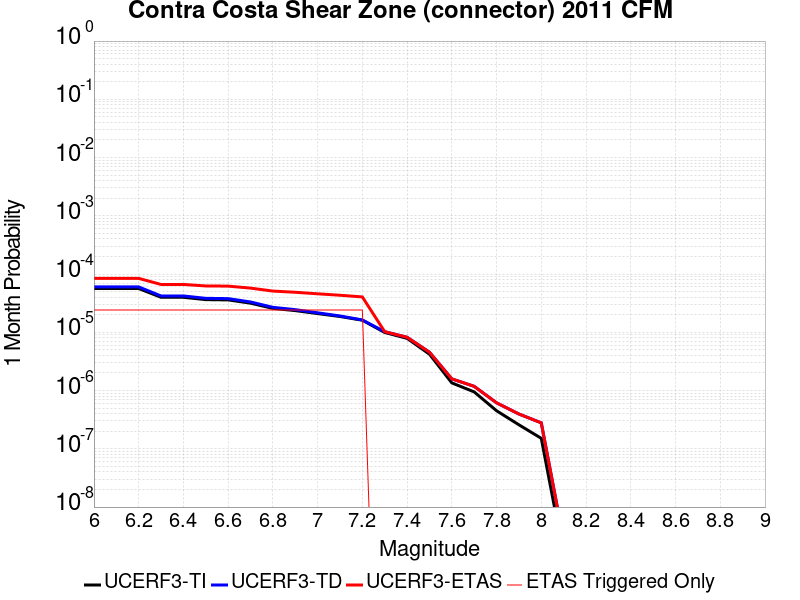 Contra Costa Shear Zone (connector) 2011 CFM
10^0
10^-1
10^-2
10^-3
10^-4
10^-5
10^-6
10^-7
10^-8
1 Month Probability
6 6.2 6.4 6.6 6.8 7 7.2 7.4 7.6 7.8 8 8.2 8.4 8.6 8.8 9
Magnitude
UCERF3-TI UCERF3-TD UCERF3-ETAS ETAS Triggered Only